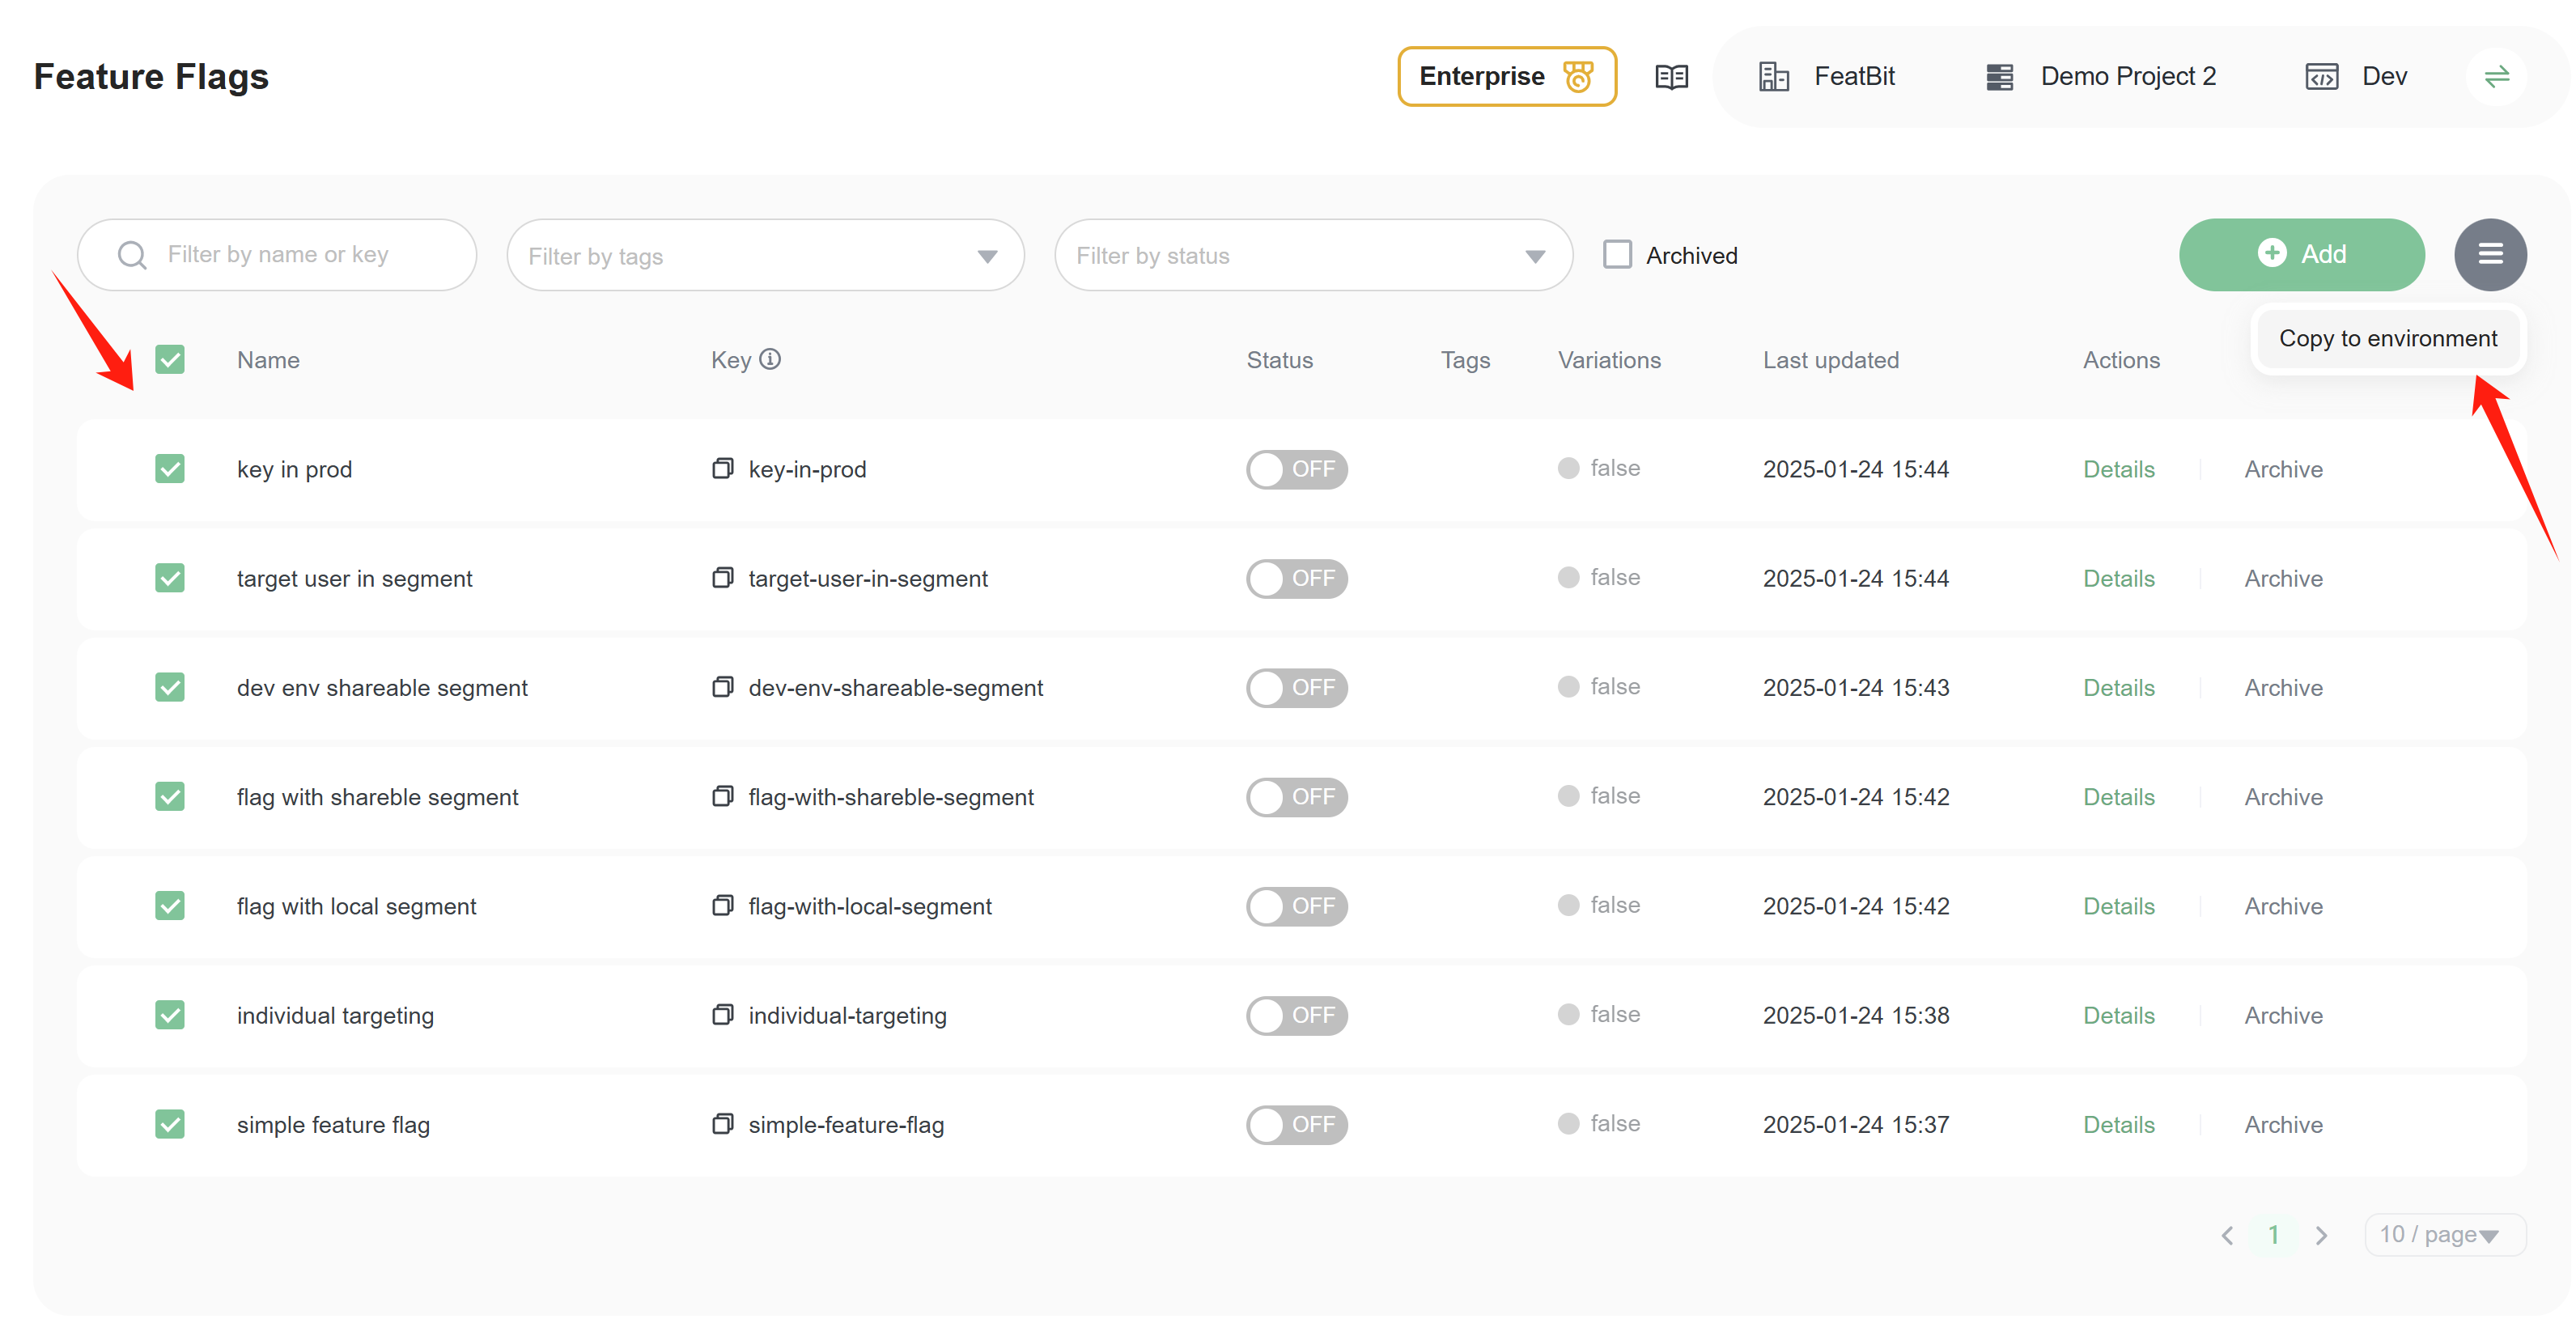 Feature Flags
Enterprise
FeatBit
Demo Project 2
Dev
Filter by name or key
Filter by tags
Filter by status
Archived
Add
Copy to environment
Name Key Status Tags Variations Last updated Actions
key in prod key-in-prod OFF false 2025-01-24 15:44 Details Archive
target user in segment target-user-in-segment OFF false 2025-01-24 15:44 Details Archive
dev env shareable segment dev-env-shareable-segment OFF false 2025-01-24 15:43 Details Archive
flag with shareble segment flag-with-shareble-segment OFF false 2025-01-24 15:42 Details Archive
flag with local segment flag-with-local-segment OFF false 2025-01-24 15:42 Details Archive
individual targeting individual-targeting OFF false 2025-01-24 15:38 Details Archive
simple feature flag simple-feature-flag OFF false 2025-01-24 15:37 Details Archive
1 10 / page